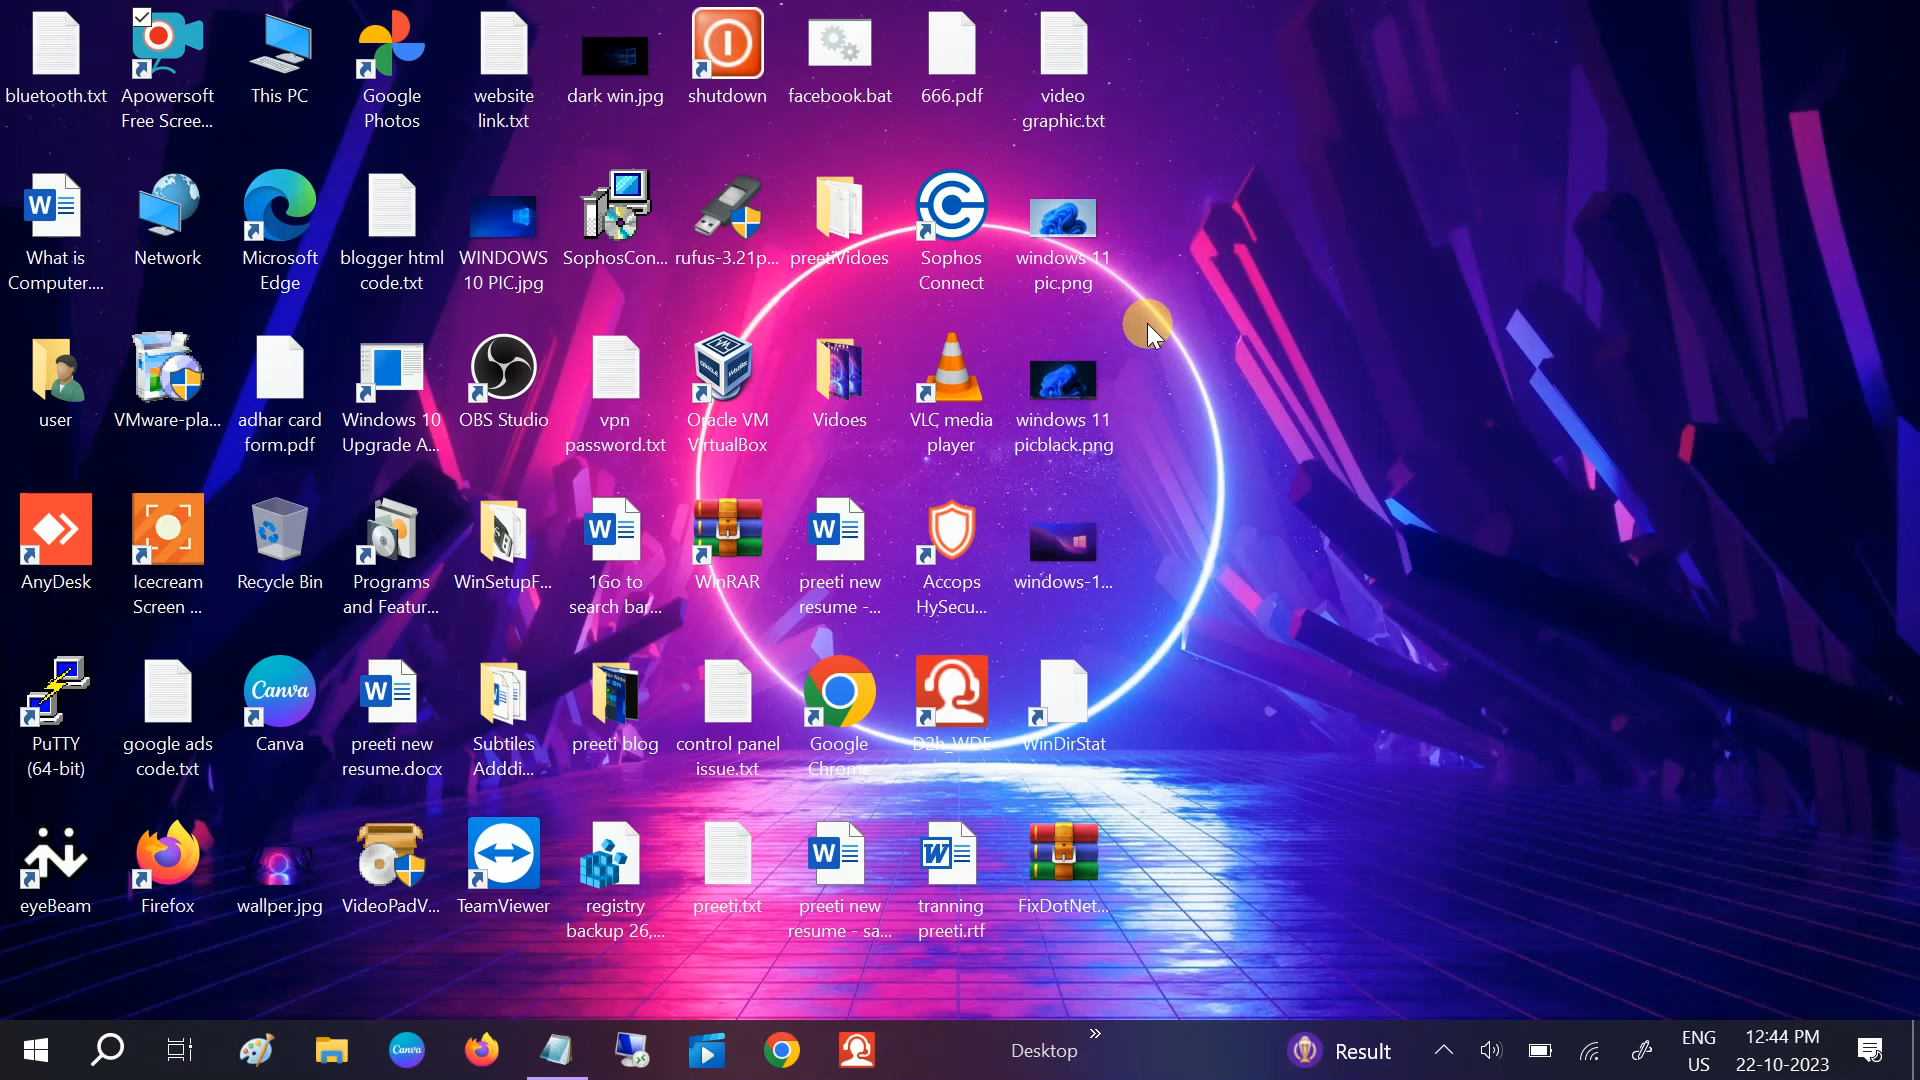 bluetooth.txt
Apowersoft
Free Scree...
This PC
Google
Photos
website
link.txt
dark win.jpg
shutdown
facebook.bat
666.pdf
video
graphic.txt
What is
Computer....
Network
Microsoft
Edge
blogger html
code.txt
WINDOWS
10 PIC.jpg
SophosCon...
rufus-3.21p...
preetiVidoes
Sophos
Connect
windows 11
pic.png
user
VMware-pla...
adhar card
form.pdf
Windows 10
Upgrade A...
OBS Studio
vpn
password.txt
Oracle VM
VirtualBox
Vidoes
VLC media
player
windows 11
picblack.png
AnyDesk
Icecream
Screen ...
Recycle Bin
Programs
and Featur...
WinSetupF...
1Go to
search bar...
WinRAR
preeti new
resume -...
Accops
HySecu...
windows-1...
PuTTY
(64-bit)
google ads
code.txt
Canva
Canva
preeti new
resume.docx
Subtiles
Adddi...
preeti blog
control panel
issue.txt
Google
Chrome
D2h_WDE
WinDirStat
eyeBeam
Firefox
wallper.jpg
VideoPadV...
TeamViewer
registry
backup 26,...
preeti.txt
preeti new
resume - sa...
tranning
preeti.rtf
FixDotNet...
Canva
Desktop
Result
ENG
US
12:44 PM
22-10-2023